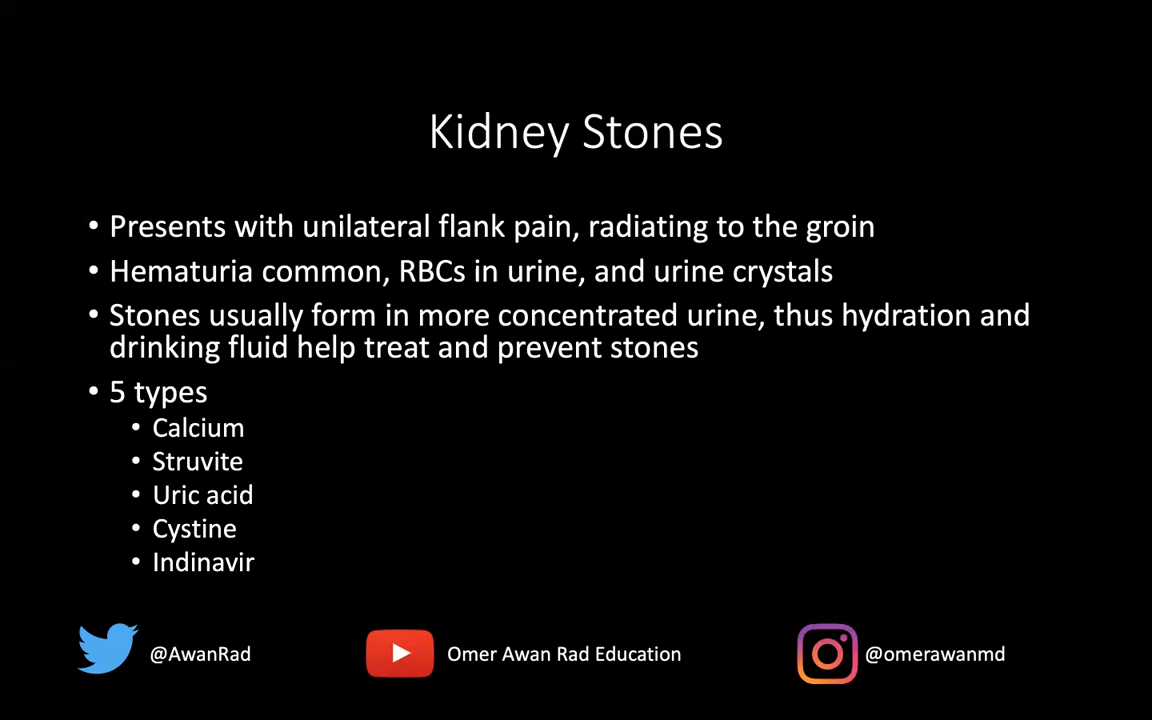 Kidney Stones
• Presents with unilateral flank pain, radiating to the groin
• Hematuria common, RBCs in urine, and urine crystals
• Stones usually form in more concentrated urine, thus hydration and
drinking fluid help treat and prevent stones
• 5 types
• Calcium
• Struvite
• Uric acid
• Cystine
• Indinavir
@AwanRad
Omer Awan Rad Education
@omerawanmd